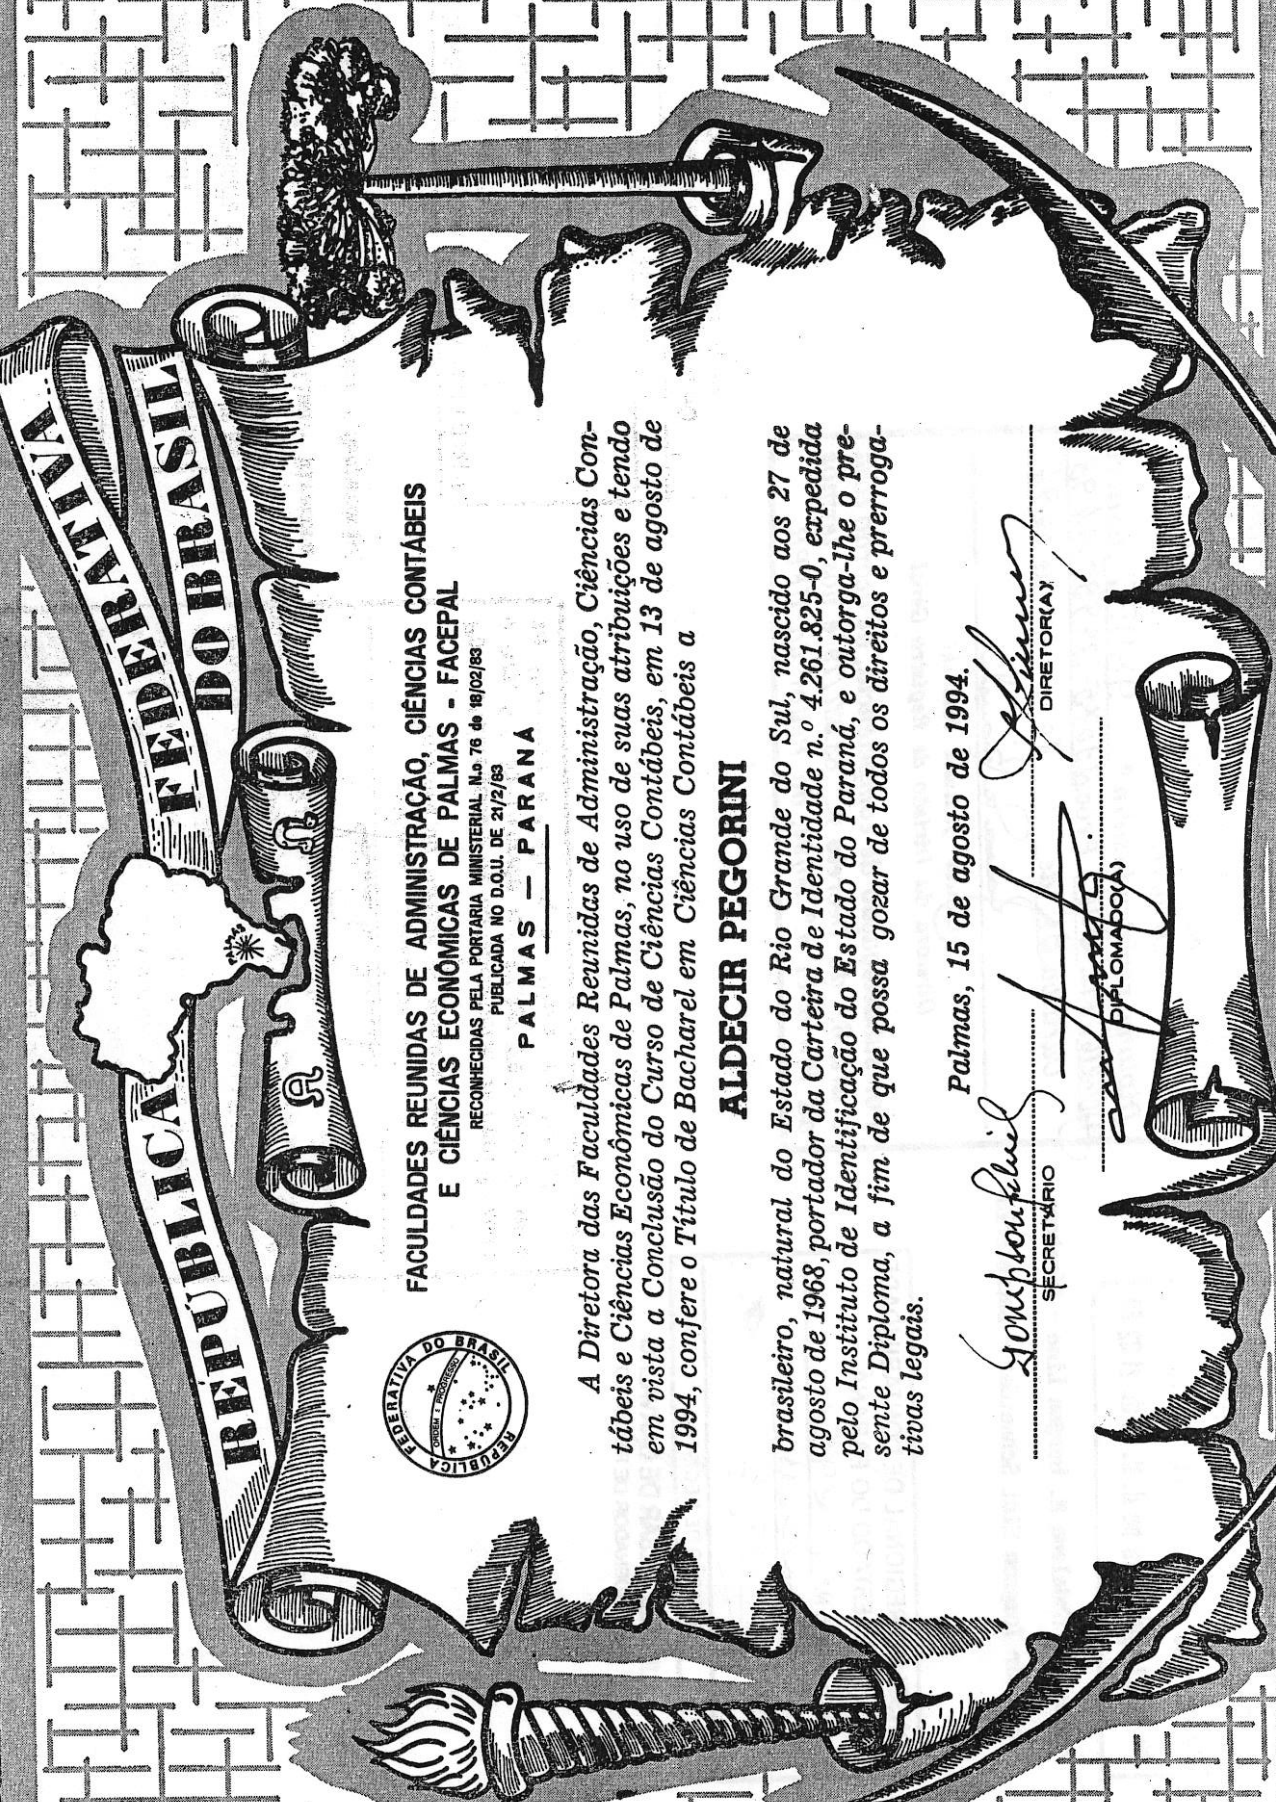 REPÚBLICA FEDERATIVA
DO BRASIL
A Ω
FEDERATIVA DO BRASIL
REPÚBLICA
ORDEM E PROGRESSO
FACULDADES REUNIDAS DE ADMINISTRAÇÃO, CIÊNCIAS CONTÁBEIS
E CIÊNCIAS ECONÔMICAS DE PALMAS - FACEPAL
RECONHECIDAS PELA PORTARIA MINISTERIAL N.o 76 de 18/02/83
PUBLICADA NO D.O.U. DE 21/2/83
PALMAS — PARANÁ
A Diretora das Faculdades Reunidas de Administração, Ciências Con-
tábeis e Ciências Econômicas de Palmas, no uso de suas atribuições e tendo
em vista a Conclusão do Curso de Ciências Contábeis, em 13 de agosto de
1994, confere o Título de Bacharel em Ciências Contábeis a
ALDECIR PEGORINI
brasileiro, natural do Estado do Rio Grande do Sul, nascido aos 27 de
agosto de 1968, portador da Carteira de Identidade n.º 4.261.825-0, expedida
pelo Instituto de Identificação do Estado do Paraná, e outorga-lhe o pre-
sente Diploma, a fim de que possa gozar de todos os direitos e prerroga-
tivas legais.
Palmas, 15 de agosto de 1994.
SECRETÁRIO
DIPLOMADO(A)
DIRETOR(A)